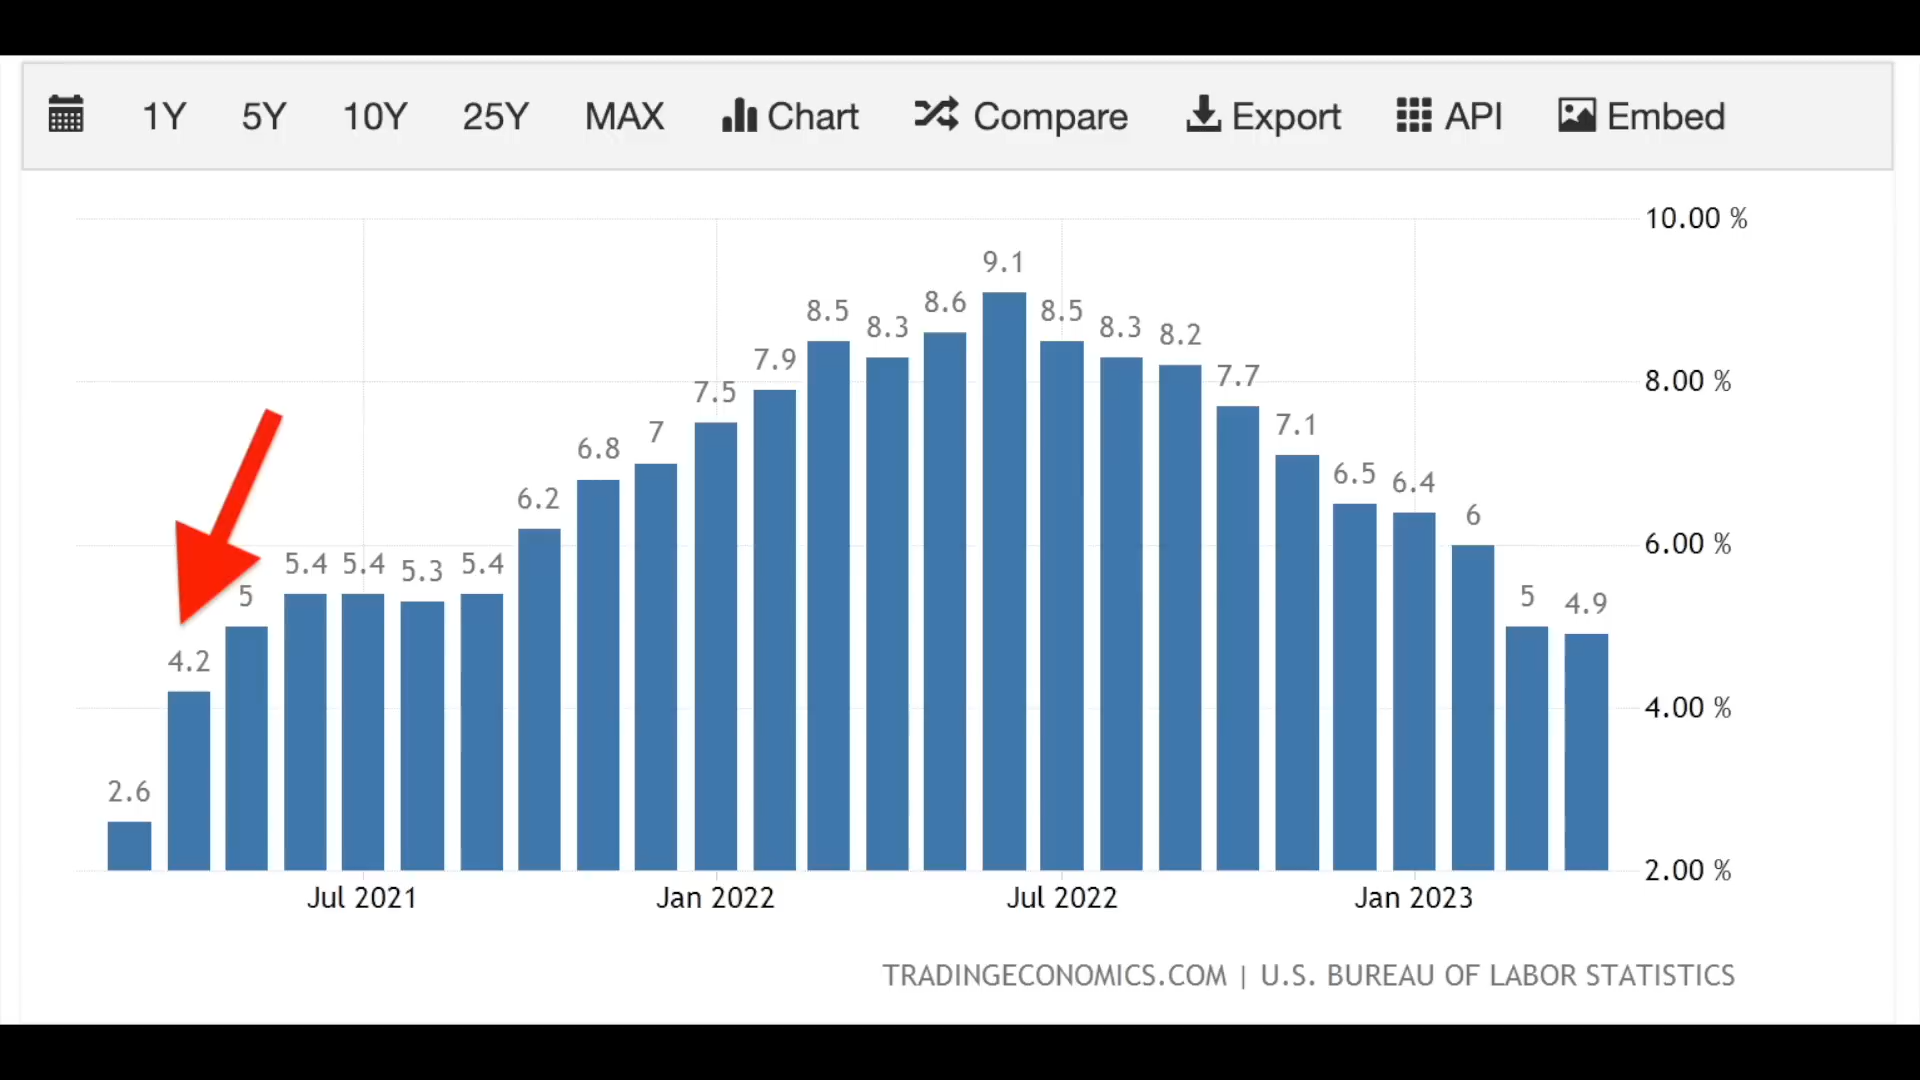 1Y 5Y 10Y 25Y MAX Chart Compare Export API Embed
10.00 %
8.00 %
6.00 %
4.00 %
2.00 %
2.6 4.2 5 5.4 5.4 5.3 5.4 6.2 6.8 7 7.5 7.9 8.5 8.3 8.6 9.1 8.5 8.3 8.2 7.7 7.1 6.5 6.4 6 5 4.9
Jul 2021 Jan 2022 Jul 2022 Jan 2023
TRADINGECONOMICS.COM | U.S. BUREAU OF LABOR STATISTICS